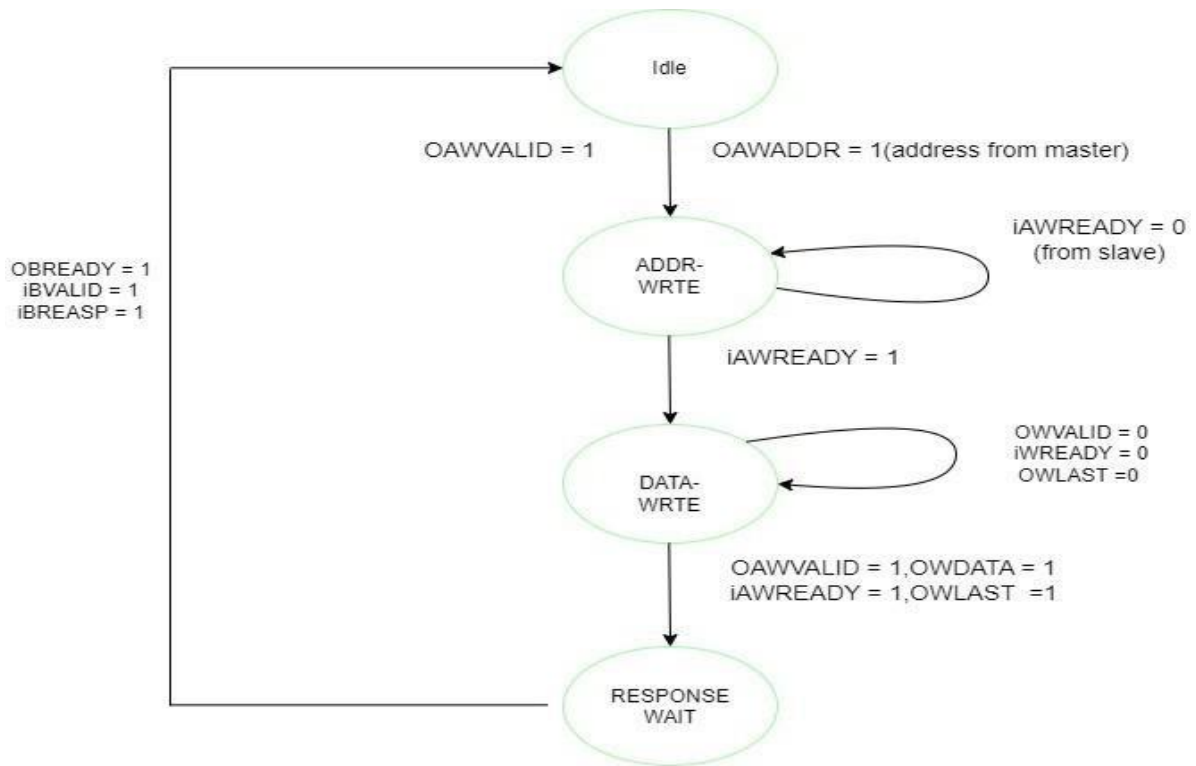 Idle
OAWVALID = 1
OAWADDR = 1(address from master)
iAWREADY = 0
(from slave)
ADDR-
WRTE
OBREADY = 1
iBVALID = 1
iBREASP = 1
iAWREADY = 1
OWVALID = 0
iWREADY = 0
OWLAST =0
DATA-
WRTE
OAWVALID = 1,OWDATA = 1
iAWREADY = 1,OWLAST =1
RESPONSE
WAIT